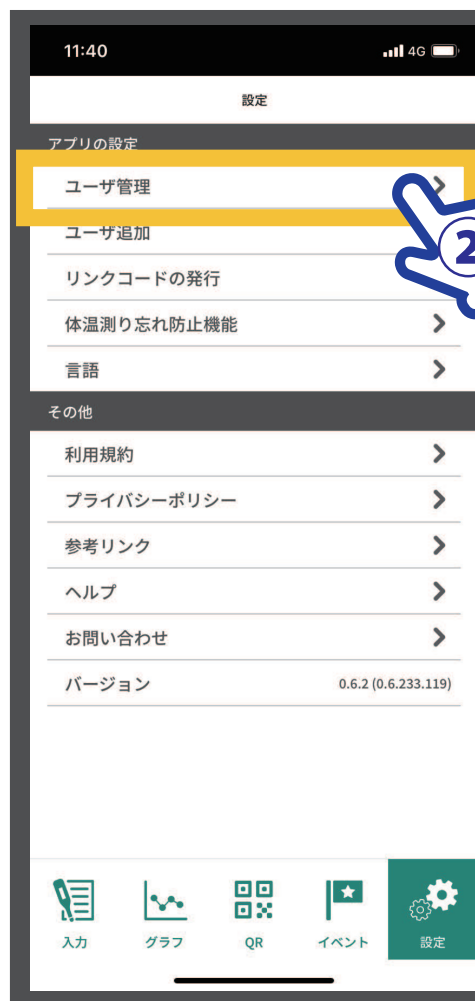 11:40 4G
設定
アプリの設定
ユーザ管理
2
ユーザ追加
リンクコードの発行
体温測り忘れ防止機能
言語
その他
利用規約
プライバシーポリシー
参考リンク
ヘルプ
お問い合わせ
バージョン 0.6.2 (0.6.233.119)
入力 グラフ QR イベント 設定